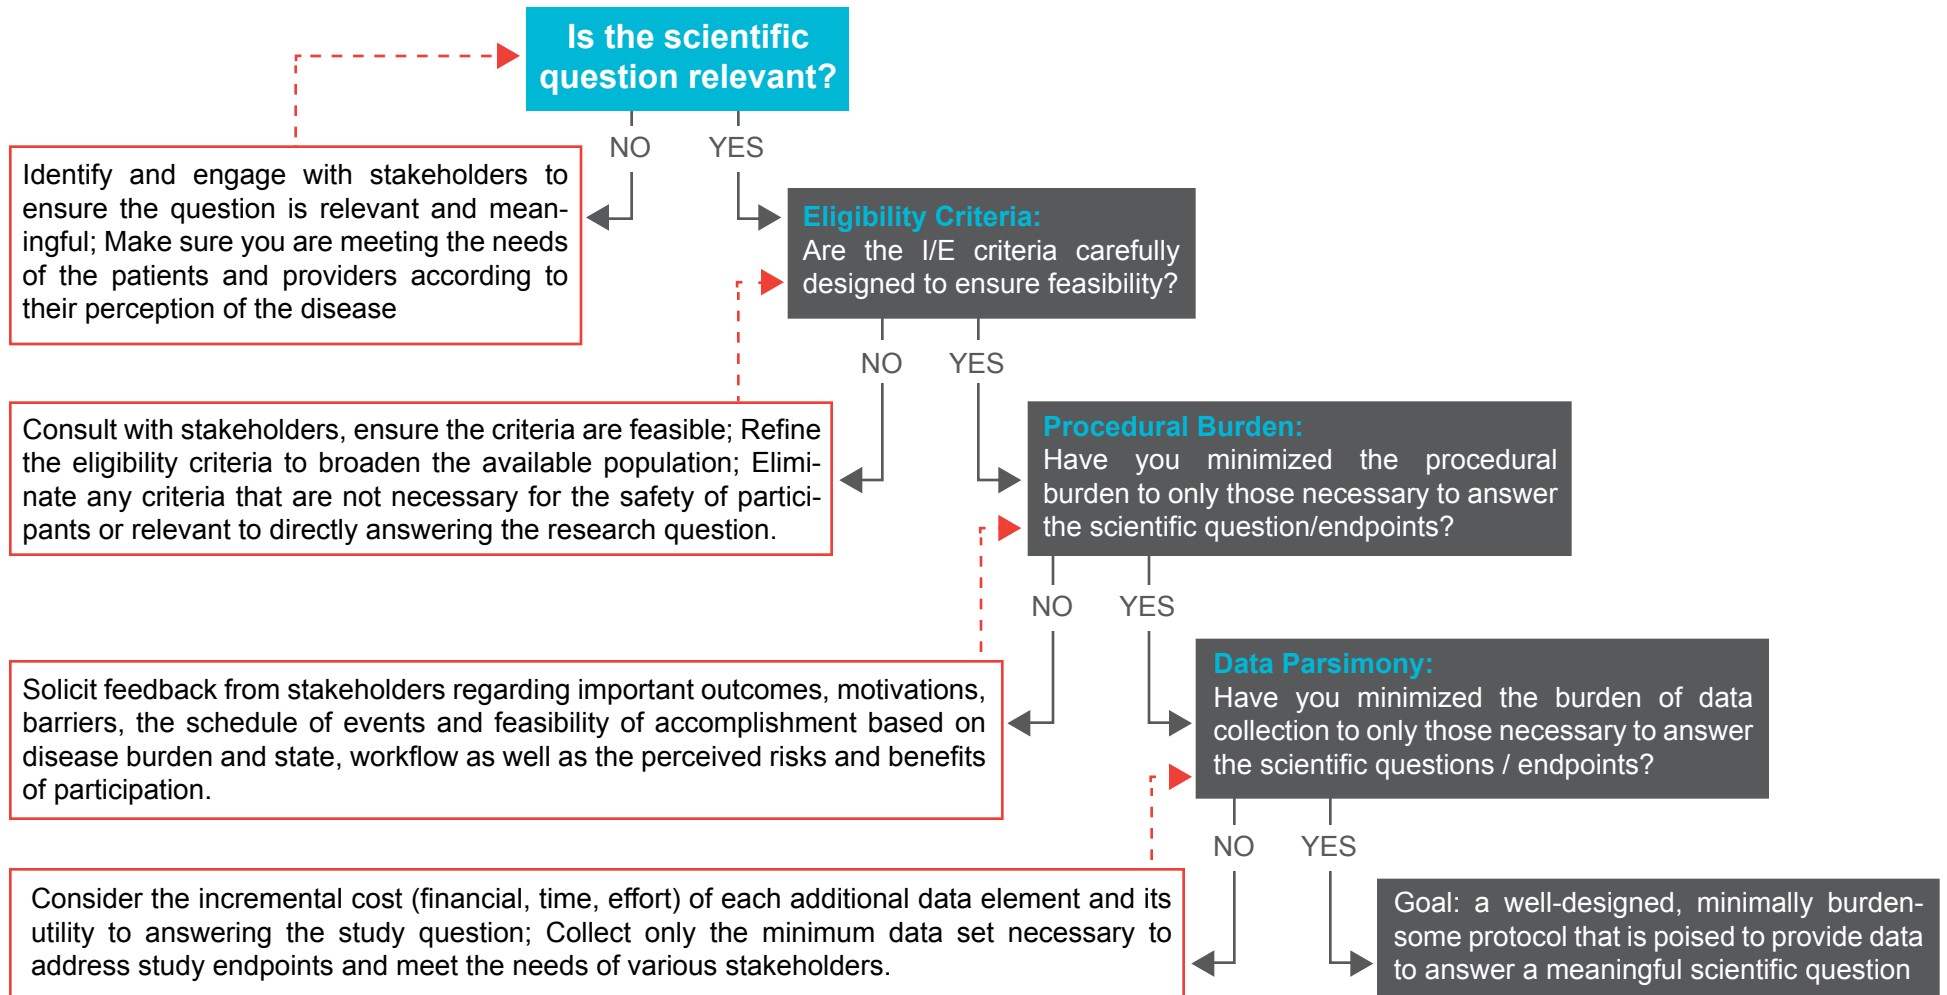 Is the scientific
question relevant?
NO
YES
Identify and engage with stakeholders to
ensure the question is relevant and mean-
ingful; Make sure you are meeting the needs
of the patients and providers according to
their perception of the disease
Eligibility Criteria:
Are the I/E criteria carefully
designed to ensure feasibility?
NO
YES
Consult with stakeholders, ensure the criteria are feasible; Refine
the eligibility criteria to broaden the available population; Elimi-
nate any criteria that are not necessary for the safety of partici-
pants or relevant to directly answering the research question.
Procedural Burden:
Have you minimized the procedural
burden to only those necessary to answer
the scientific question/endpoints?
NO
YES
Solicit feedback from stakeholders regarding important outcomes, motivations,
barriers, the schedule of events and feasibility of accomplishment based on
disease burden and state, workflow as well as the perceived risks and benefits
of participation.
Data Parsimony:
Have you minimized the burden of data
collection to only those necessary to answer
the scientific questions / endpoints?
NO
YES
Consider the incremental cost (financial, time, effort) of each additional data element and its
utility to answering the study question; Collect only the minimum data set necessary to
address study endpoints and meet the needs of various stakeholders.
Goal: a well-designed, minimally burden-
some protocol that is poised to provide data
to answer a meaningful scientific question